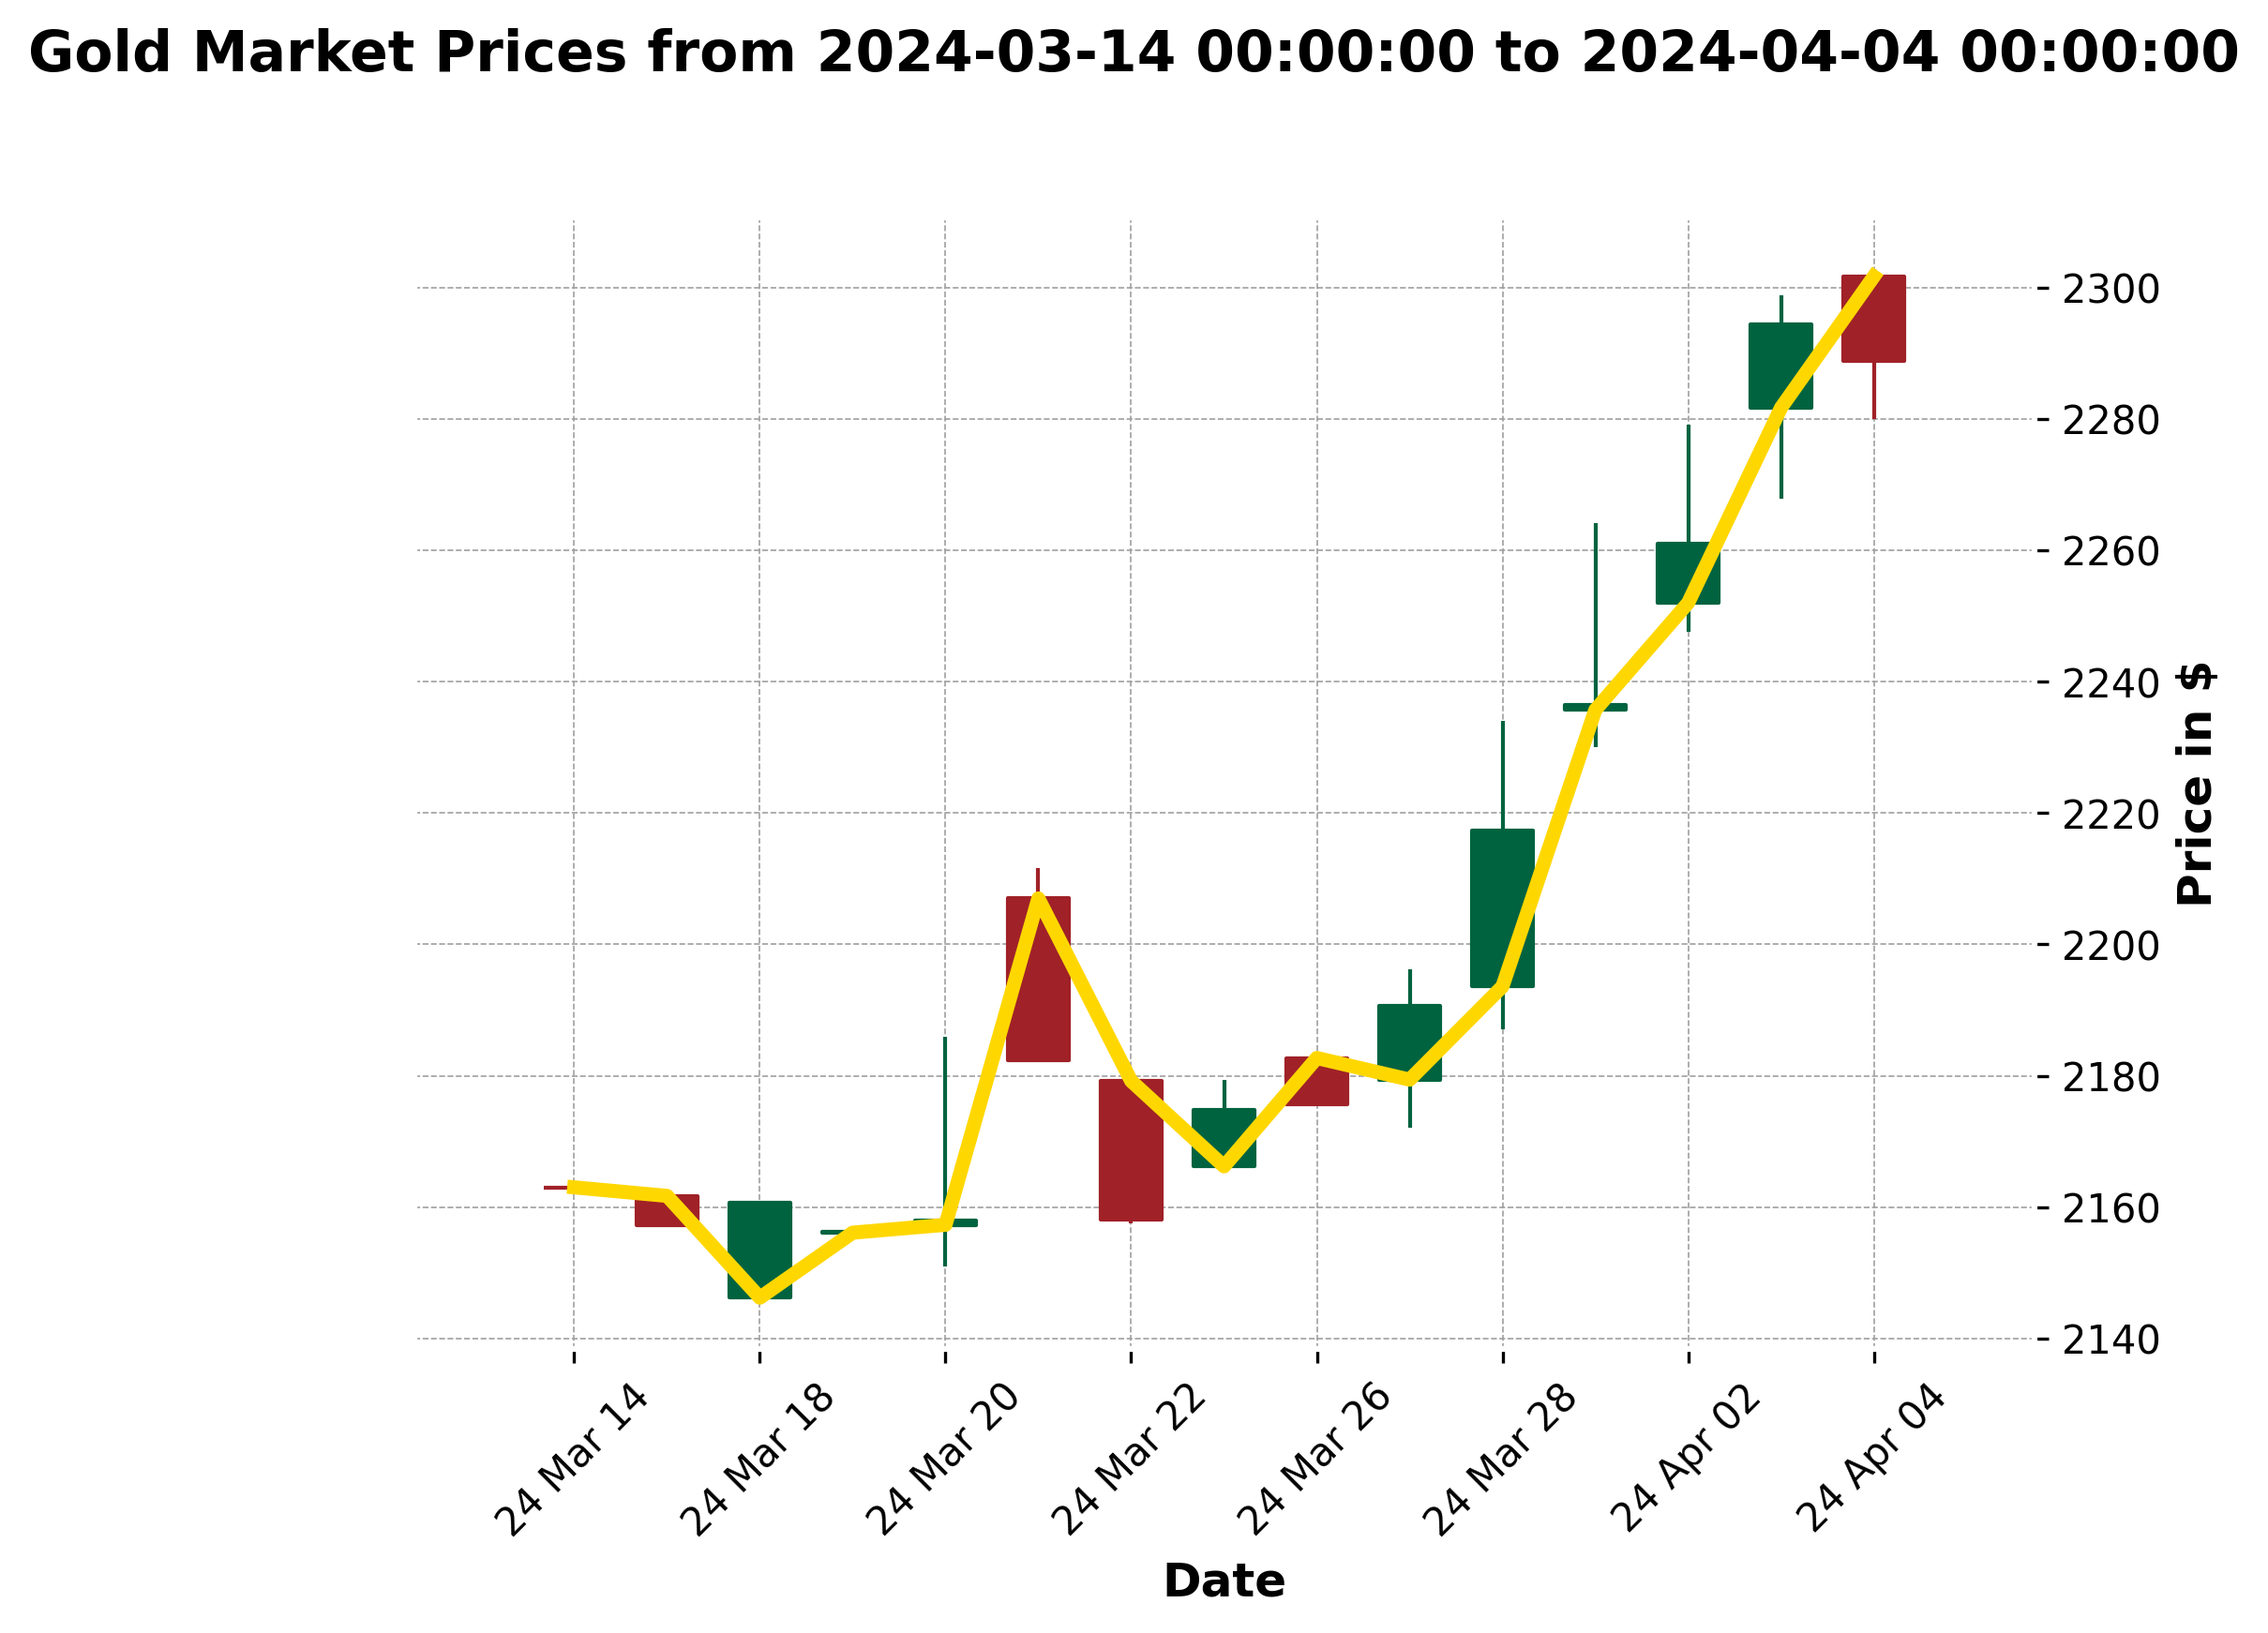 Gold Market Prices from 2024-03-14 00:00:00 to 2024-04-04 00:00:00
2300
2280
2260
2240
2220
2200
2180
2160
2140
Price in $
24 Mar 14
24 Mar 18
24 Mar 20
24 Mar 22
24 Mar 26
24 Mar 28
24 Apr 02
24 Apr 04
Date